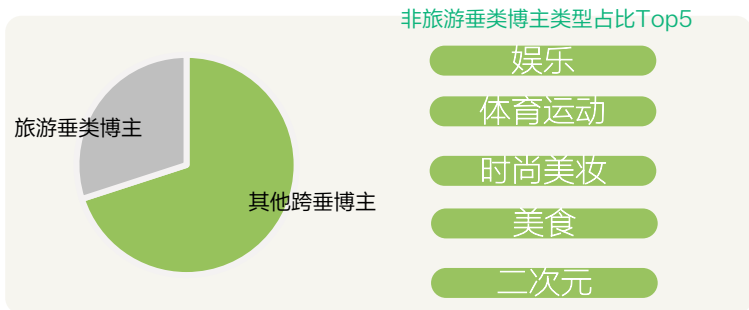 非旅游垂类博主类型占比Top5
娱乐
旅游垂类博主
体育运动
时尚美妆
其他跨垂博主
美食
二次元